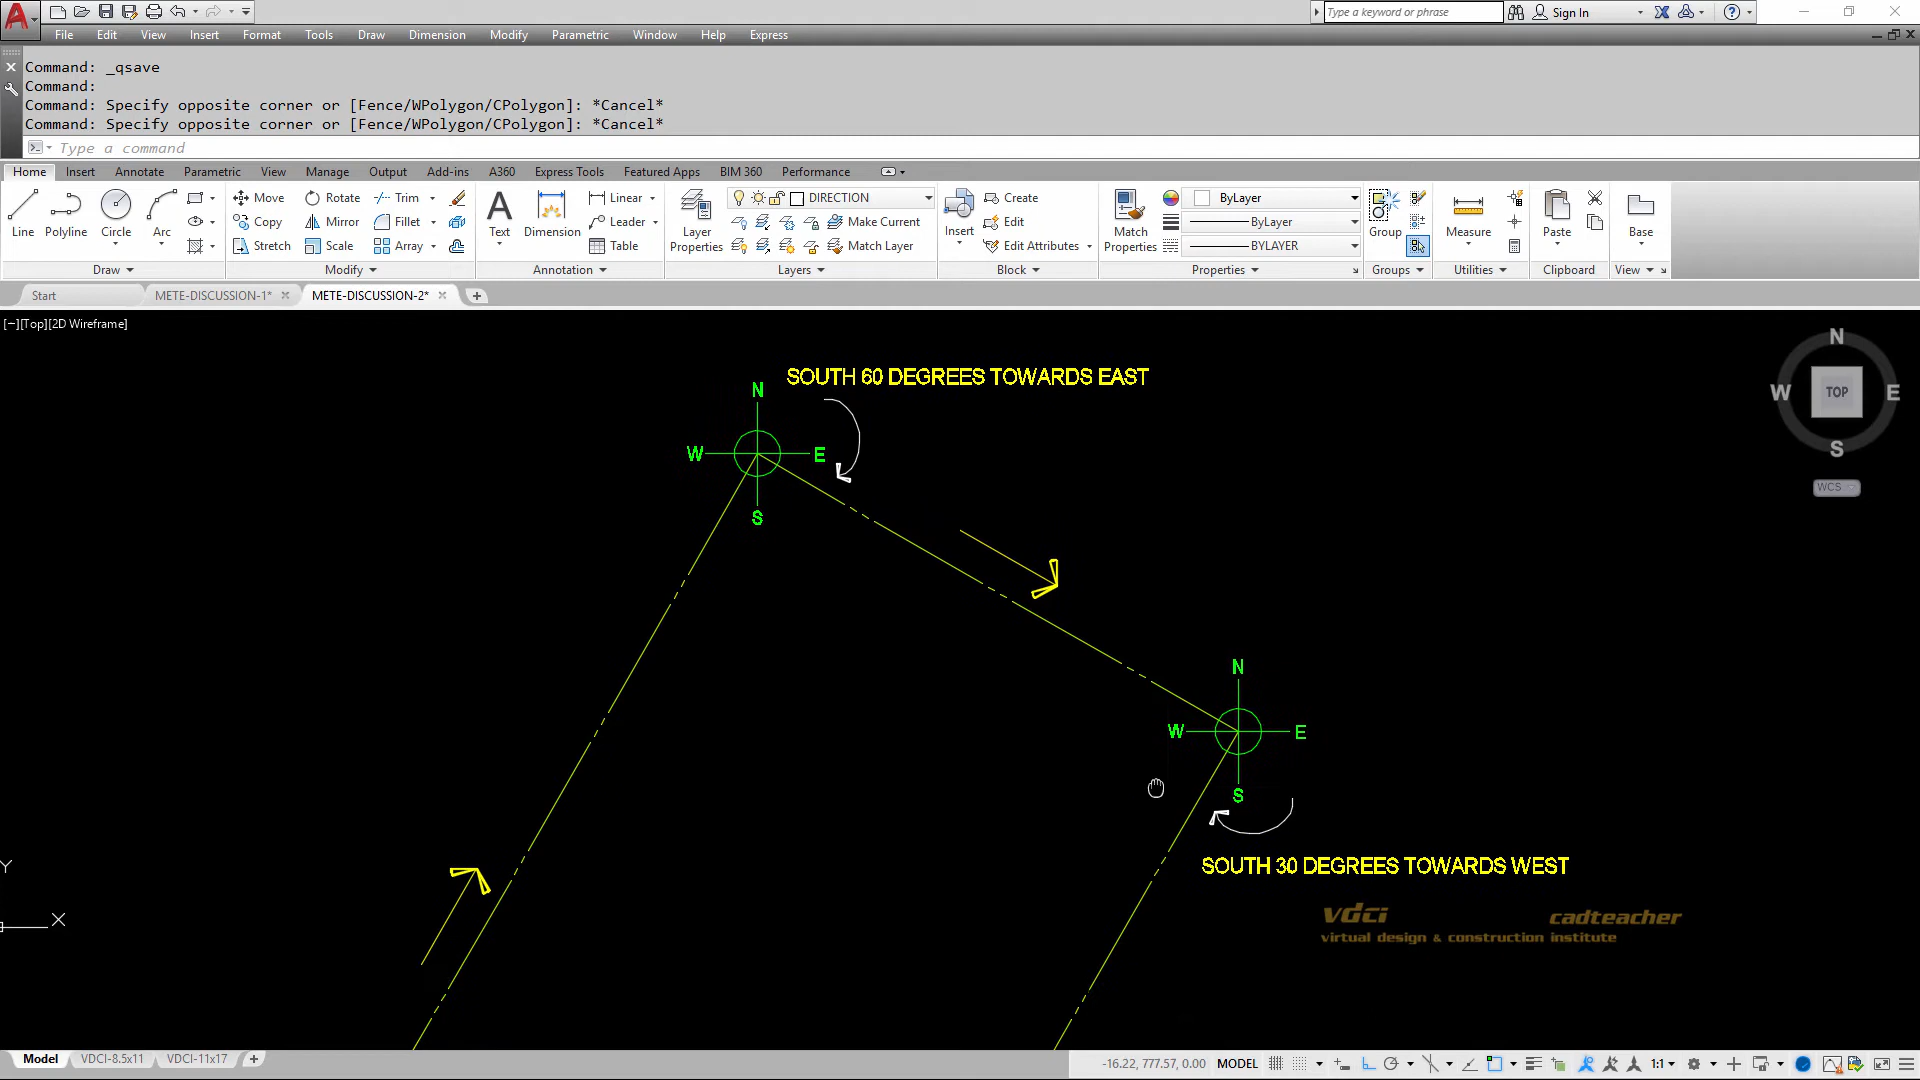 Type a keyword or phrase
Sign In
File Edit View Insert Format Tools Draw Dimension Modify Parametric Window Help Express
Command: _qsave
Command:
Command: Specify opposite corner or [Fence/WPolygon/CPolygon]: *Cancel*
Command: Specify opposite corner or [Fence/WPolygon/CPolygon]: *Cancel*
Type a command
Home Insert Annotate Parametric View Manage Output Add-ins A360 Express Tools Featured Apps BIM 360 Performance
Move Rotate Trim Linear DIRECTION Create ByLayer
Copy Mirror Fillet Leader Make Current Edit ByLayer
Line Polyline Circle Arc Text Dimension Layer Properties Insert Match Properties Group Measure Paste Base
Stretch Scale Array Table Match Layer Edit Attributes BYLAYER
Draw Modify Annotation Layers Block Properties Groups Utilities Clipboard View
Start METE-DISCUSSION-1* METE-DISCUSSION-2*
[−][Top][2D Wireframe]
N
W TOP E
S
WCS
SOUTH 60 DEGREES TOWARDS EAST
N
W E
S
N
W E
S
SOUTH 30 DEGREES TOWARDS WEST
vdci cadteacher
virtual design & construction institute
Y
X
Model VDCI-8.5x11 VDCI-11x17
-16.22, 777.57, 0.00 MODEL 1:1